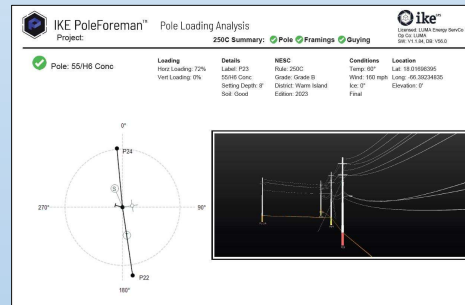 IKE PoleForeman™ Pole Loading Analysis
Project:
250C Summary: Pole Framings Guying
ike™
Licensed: LUMA Energy ServCo
Op Co: LUMA
SW: V1.1.84, DB: V56.0
Pole: 55/H6 Conc
Loading
Horz Loading: 72%
Vert Loading: 0%
Details
Label: P23
55/H6 Conc
Setting Depth: 8"
Soil: Good
NESC
Rule: 250C
Grade: Grade B
District: Warm Island
Edition: 2023
Conditions
Temp: 60°
Wind: 160 mph
Ice: 0"
Final
Location
Lat: 18.01698395
Long: -66.39234835
Elevation: 0"
0°
P24
270°
90°
P22
180°